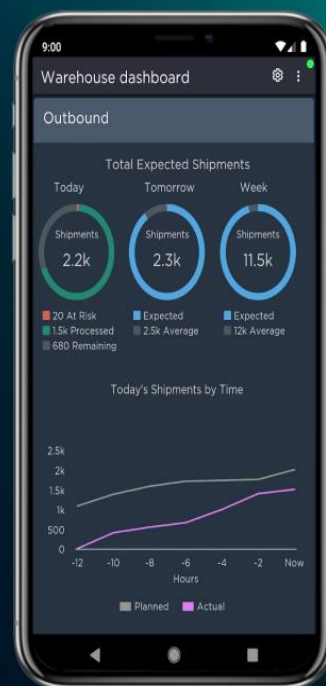 9:00
Warehouse dashboard
Outbound
Total Expected Shipments
Today Tomorrow Week
Shipments Shipments Shipments
2.2k 2.3k 11.5k
20 At Risk Expected Expected
1.5k Processed 2.5k Average 12k Average
680 Remaining
Today's Shipments by Time
2.5k
2k
1.5k
1k
500
0
-12 -10 -8 -6 -4 -2 Now
Hours
Planned Actual